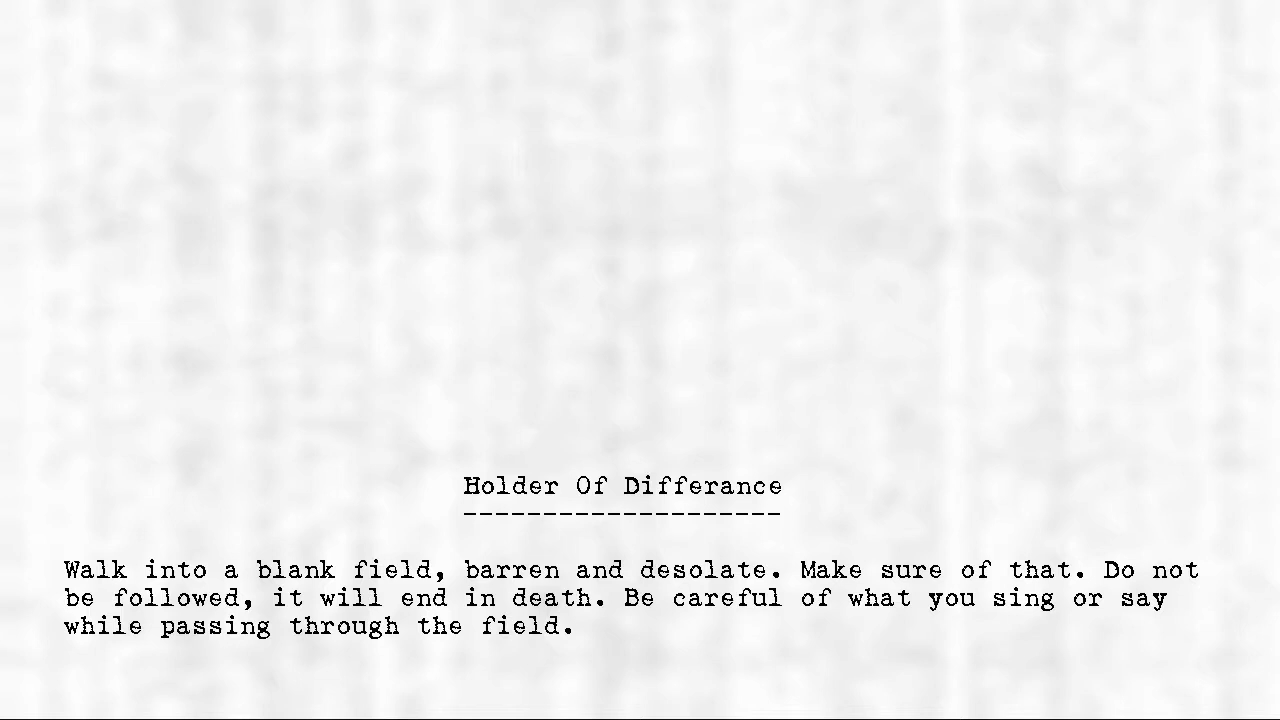 Holder Of Differance
--------------------
Walk into a blank field, barren and desolate. Make sure of that. Do not
be followed, it will end in death. Be careful of what you sing or say
while passing through the field.